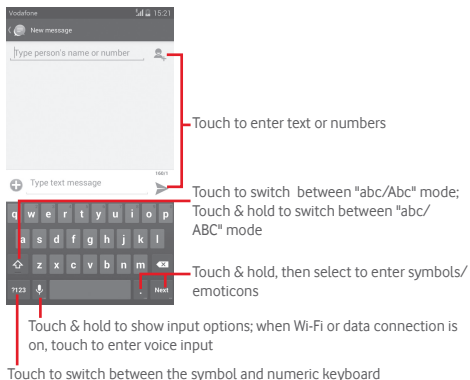 Vodafone 15:21
New message
Type person's name or number
Touch to enter text or numbers
160/1
Type text message
Touch to switch between "abc/Abc" mode;
Touch & hold to switch between "abc/
ABC" mode
q w e r t y u i o p
a s d f g h j k l
z x c v b n m
Touch & hold, then select to enter symbols/
emoticons
?123 . Next
Touch & hold to show input options; when Wi-Fi or data connection is
on, touch to enter voice input
Touch to switch between the symbol and numeric keyboard